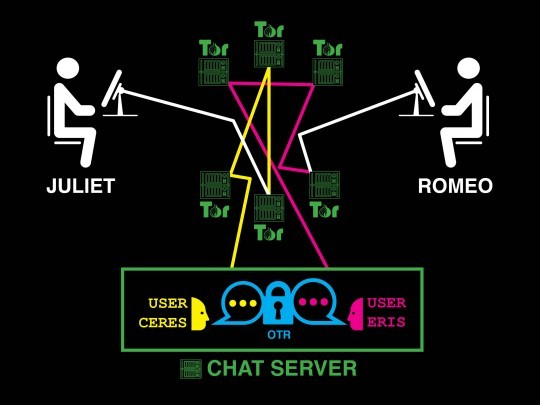 Tor
Tor
Tor
JULIET
ROMEO
Tor
Tor
Tor
USER
CERES
OTR
USER
ERIS
CHAT SERVER